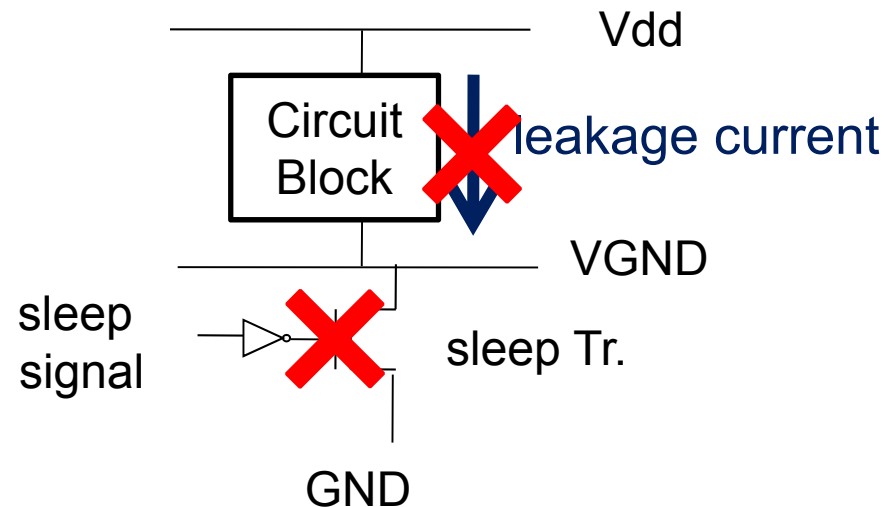 Vdd
Circuit
Block
leakage current
VGND
sleep
signal
sleep Tr.
GND